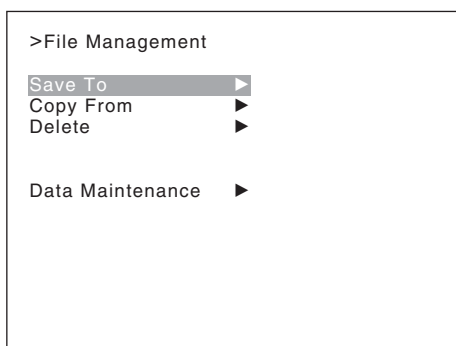 >File Management
Save To ▶
Copy From ▶
Delete ▶
Data Maintenance ▶